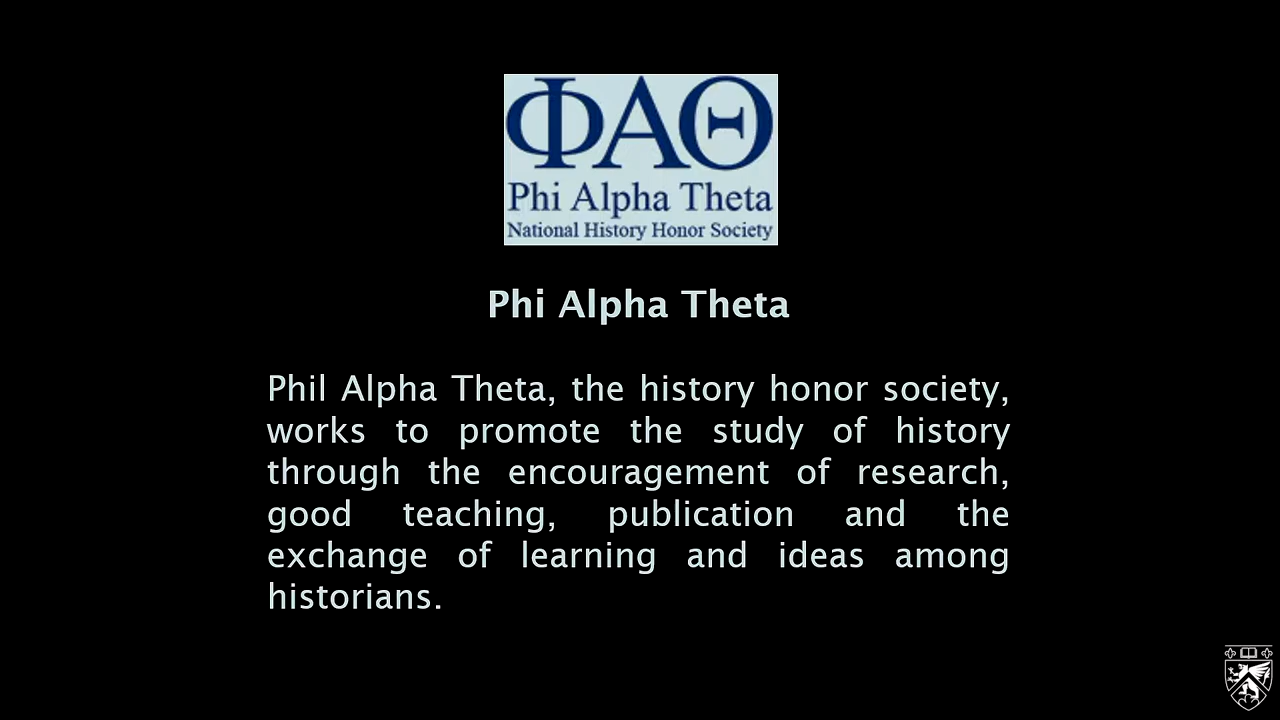 ΦΑΘ
Phi Alpha Theta
National History Honor Society
Phi Alpha Theta
Phil Alpha Theta, the history honor society,
works to promote the study of history
through the encouragement of research,
good teaching, publication and the
exchange of learning and ideas among
historians.